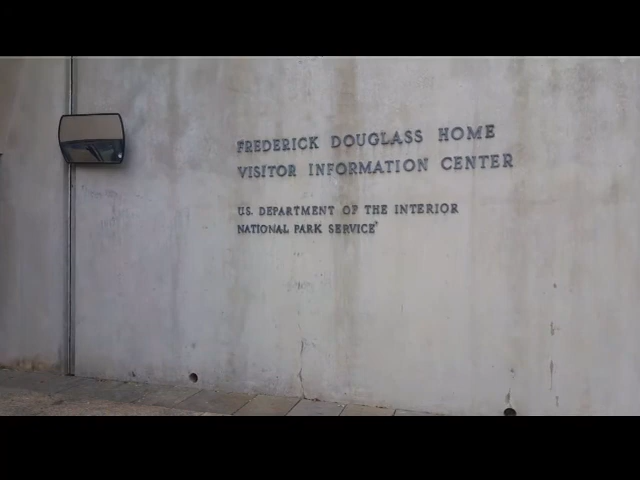 FREDERICK DOUGLASS HOME
VISITOR INFORMATION CENTER
U.S. DEPARTMENT OF THE INTERIOR
NATIONAL PARK SERVICE